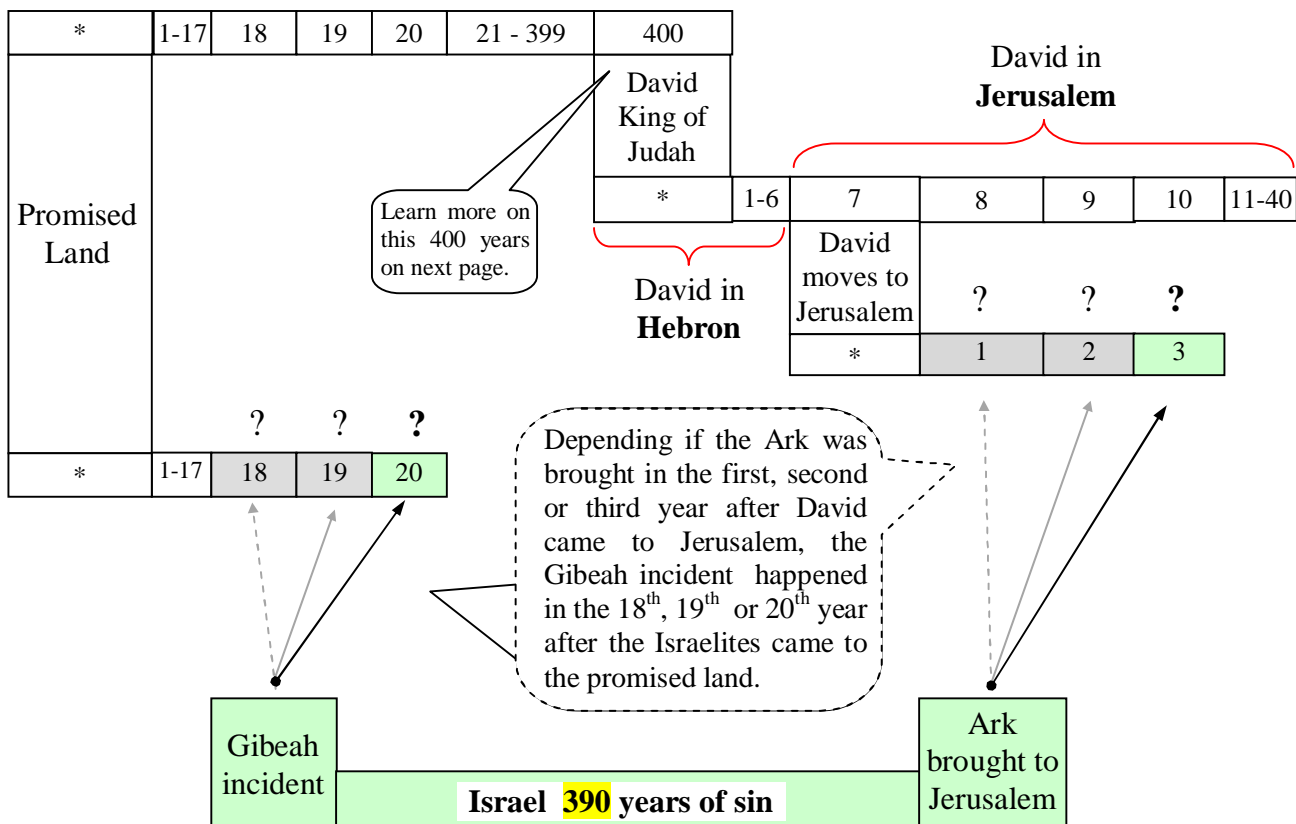 * 1-17 18 19 20 21 - 399 400
David in
Jerusalem
David
King of
Judah
Learn more on
this 400 years
on next page.
Promised
Land
* 1-6 7 8 9 10 11-40
David in
Hebron
David
moves to
Jerusalem
? ? ?
* 1 2 3
? ? ?
* 1-17 18 19 20
Depending if the Ark was
brought in the first, second
or third year after David
came to Jerusalem, the
Gibeah incident happened
in the 18th, 19th or 20th year
after the Israelites came to
the promised land.
Gibeah
incident
Ark
brought to
Jerusalem
Israel 390 years of sin